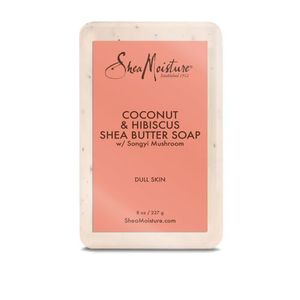 SheaMoisture®
Established 1912
COCONUT
& HIBISCUS
SHEA BUTTER SOAP
w/ Songyi Mushroom
DULL SKIN
8 oz / 227 g
SheaMoisture.com